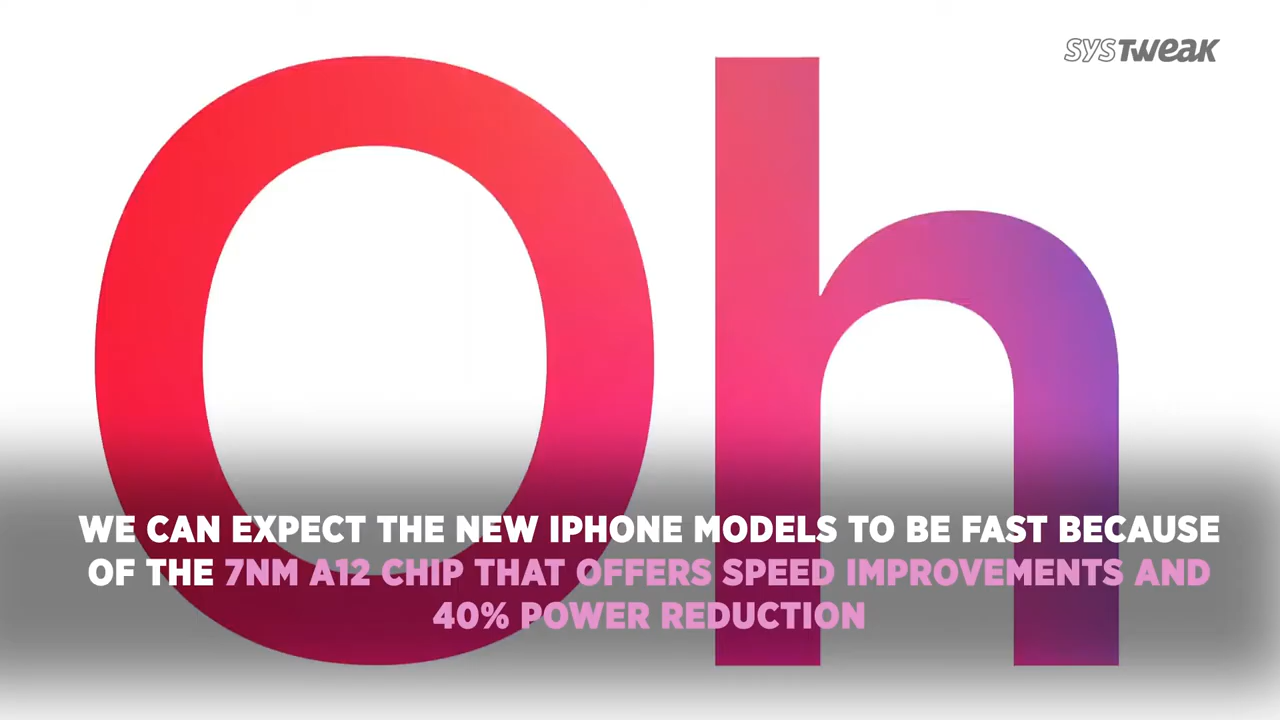 SYSTWEAK
Oh
WE CAN EXPECT THE NEW IPHONE MODELS TO BE FAST BECAUSE
OF THE 7NM A12 CHIP THAT OFFERS SPEED IMPROVEMENTS AND
40% POWER REDUCTION